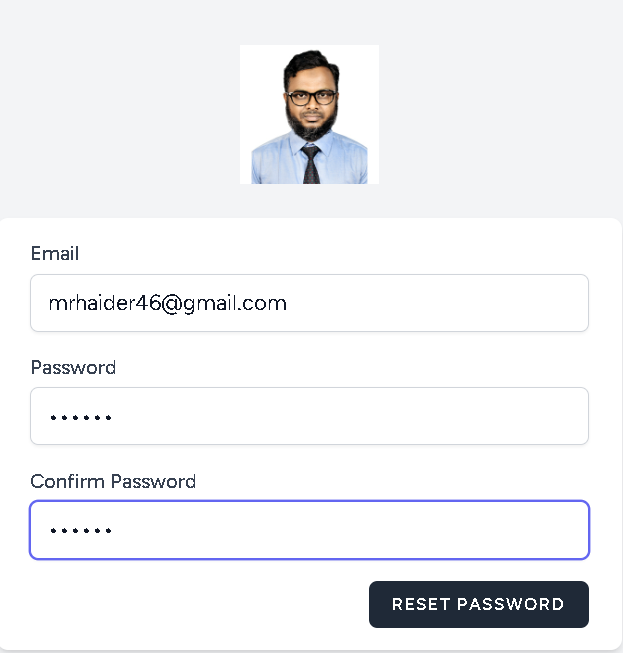 Email
mrhaider46@gmail.com
Password
••••••
Confirm Password
••••••
RESET PASSWORD